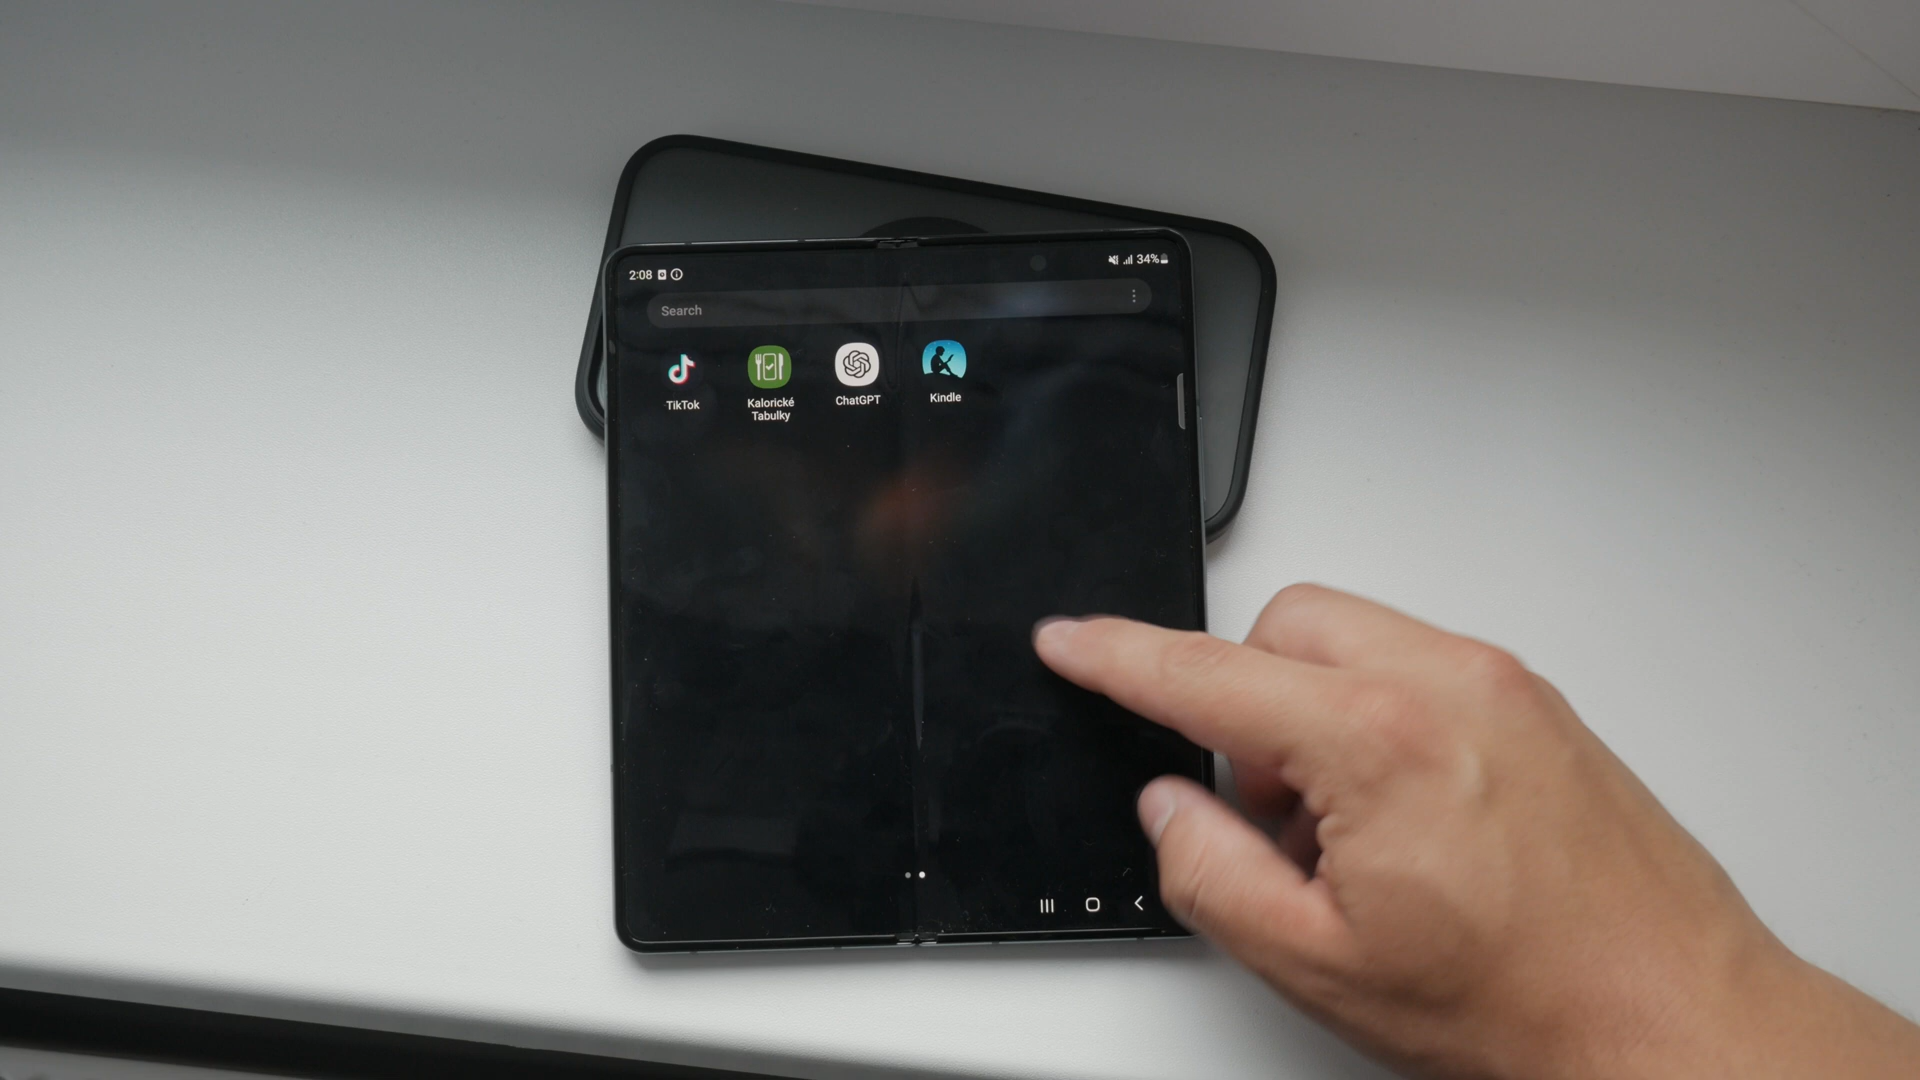 2:08
34%
Search
TikTok
Kalorické
Tabulky
ChatGPT
Kindle